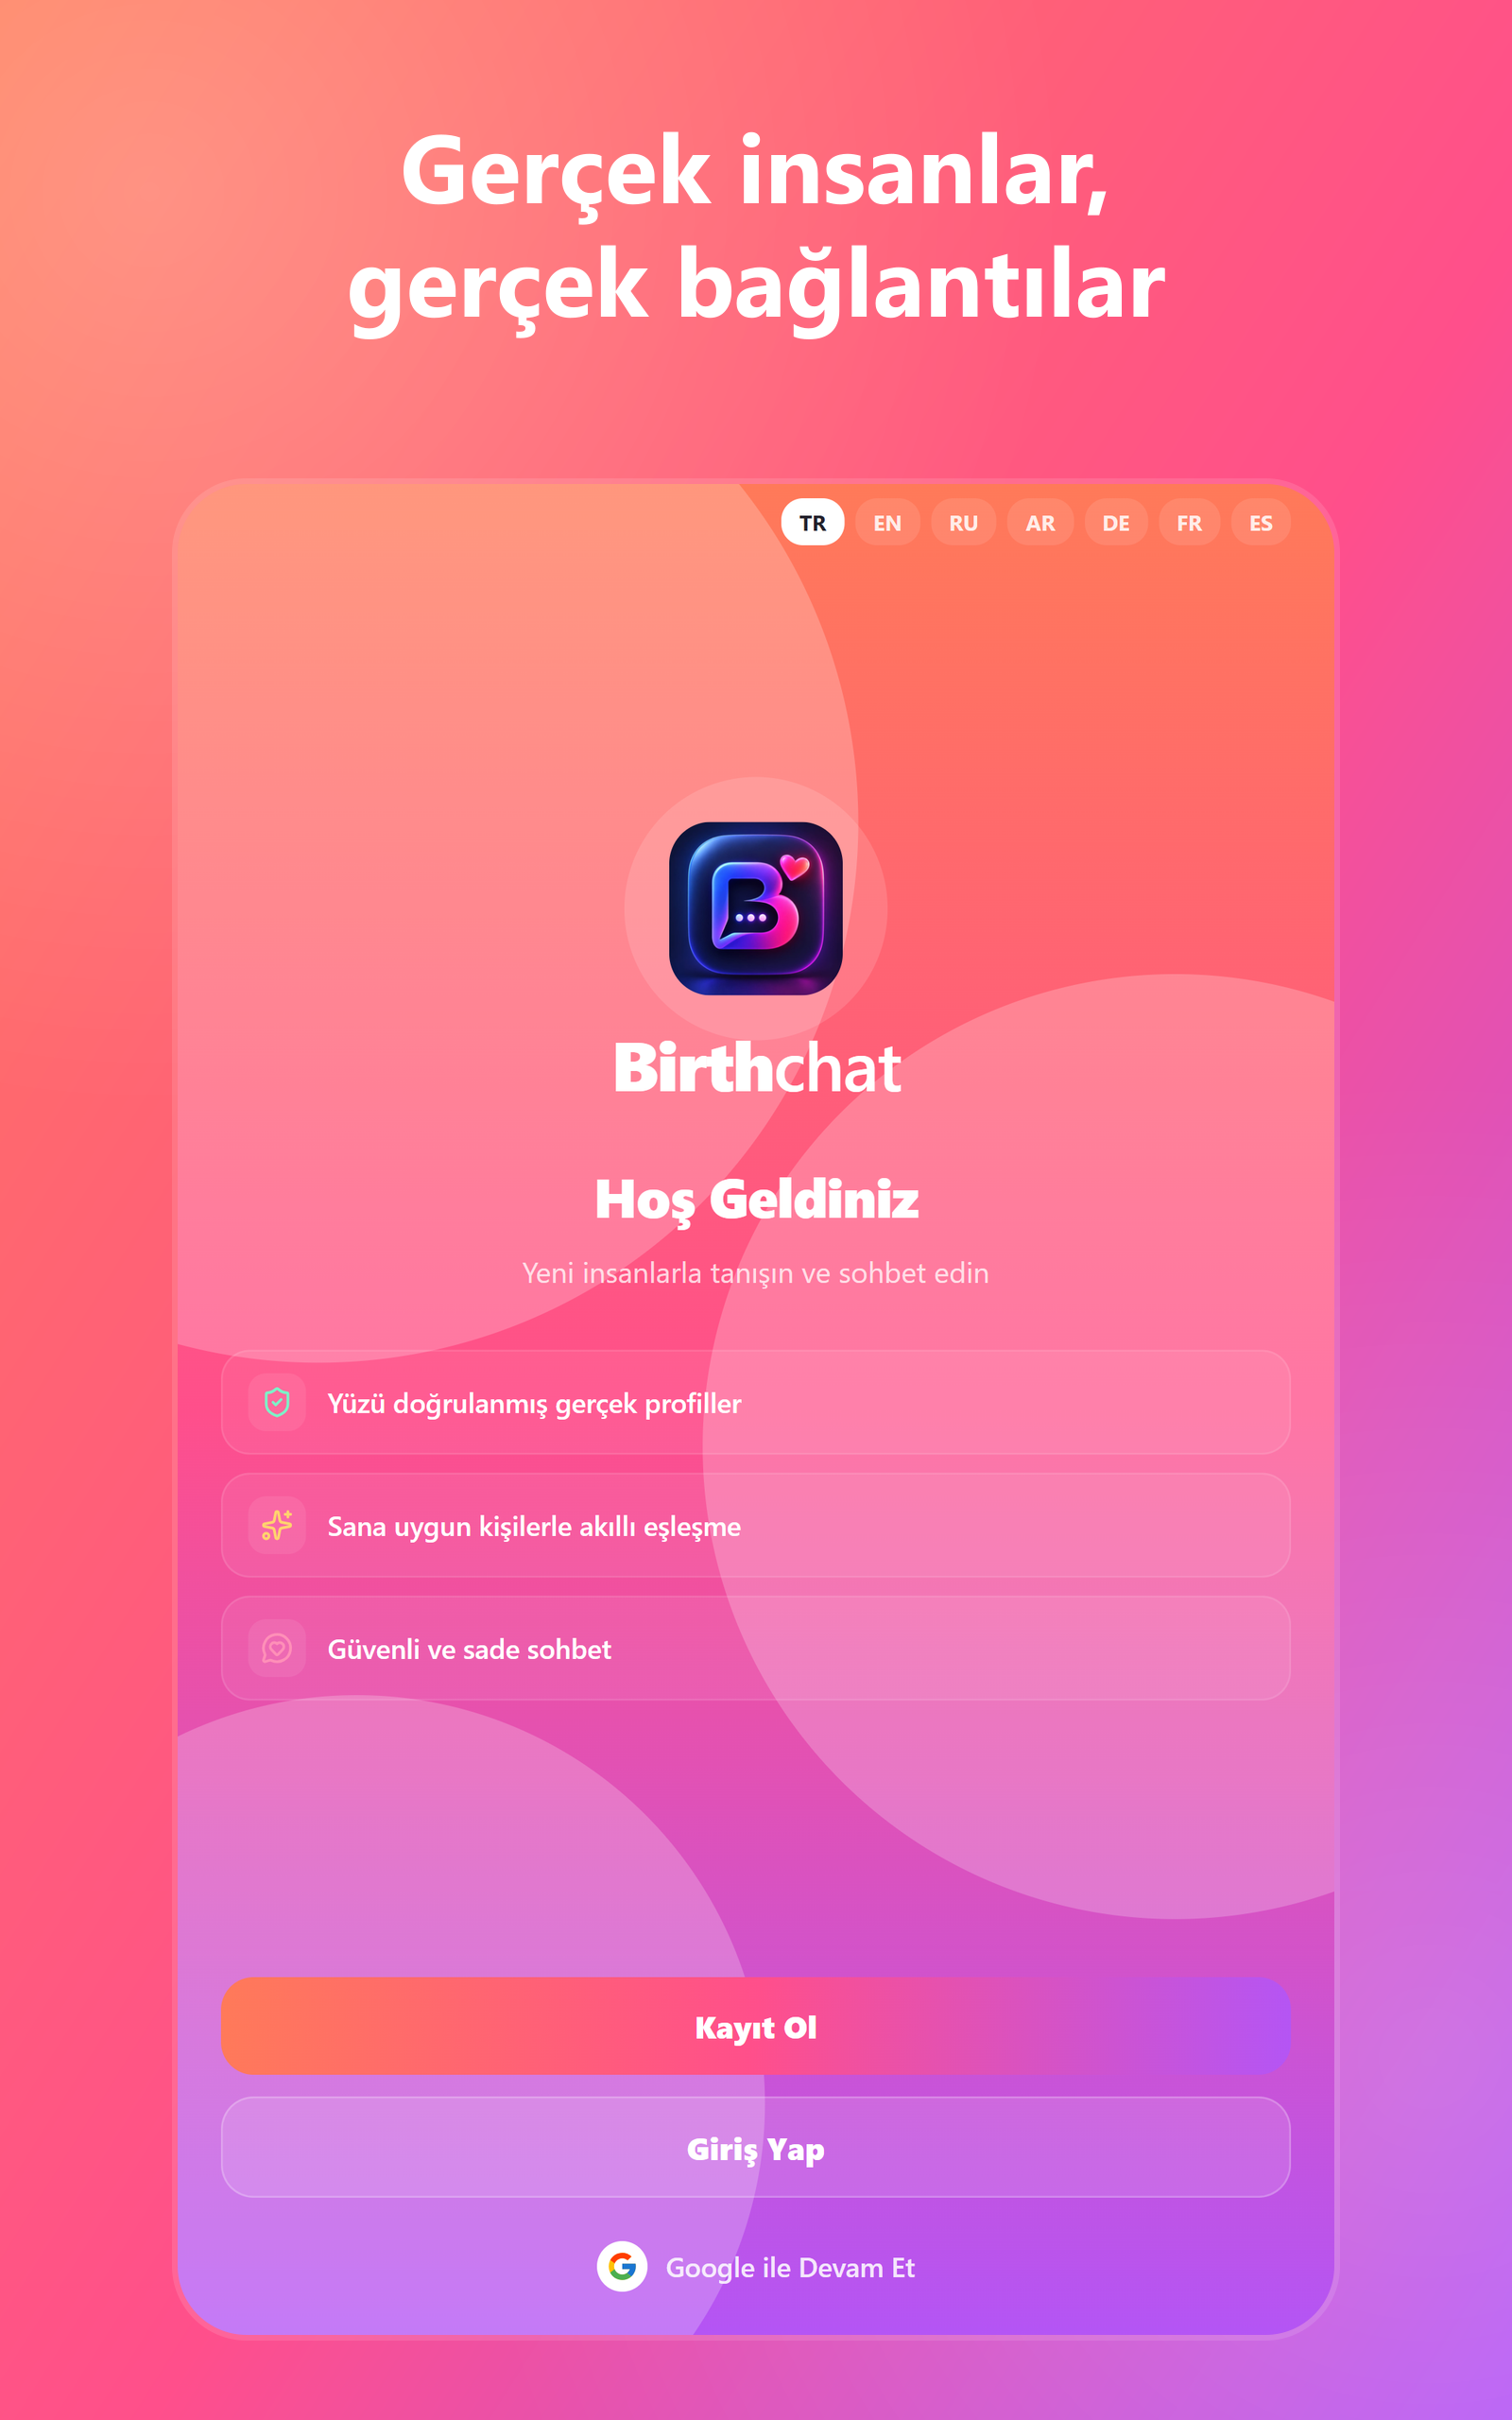 Gerçek insanlar,
gerçek bağlantılar
TR EN RU AR DE FR ES
Birthchat
Hoş Geldiniz
Yeni insanlarla tanışın ve sohbet edin
Yüzü doğrulanmış gerçek profiller
Sana uygun kişilerle akıllı eşleşme
Güvenli ve sade sohbet
Kayıt Ol
Giriş Yap
Google ile Devam Et